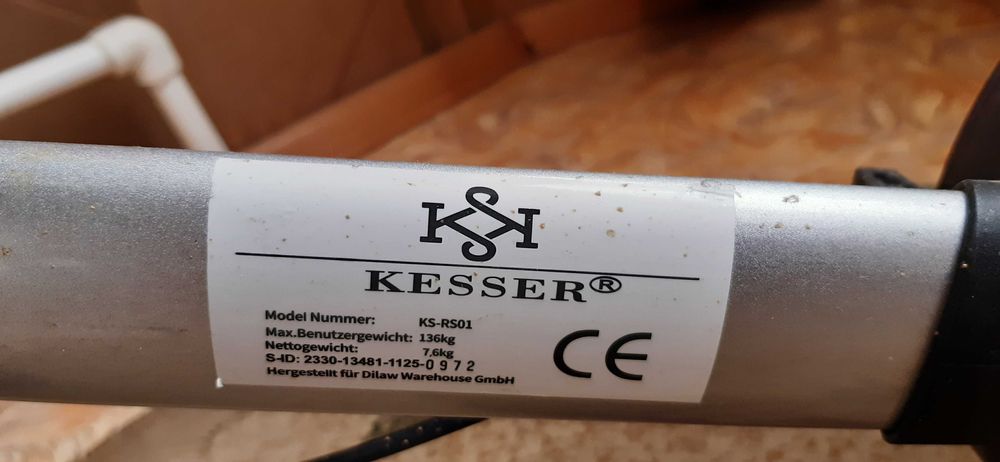 KSK
KESSER®
Model Nummer: KS-RS01
Max.Benutzergewicht: 136kg
Nettogewicht: 7,6kg
S-ID: 2330-13481-1125-0972
Hergestellt für Dilaw Warehouse GmbH
CE